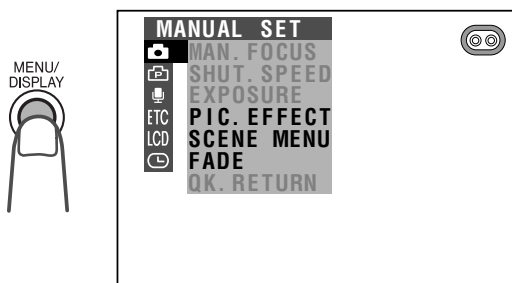 MENU/
DISPLAY
MANUAL SET
MAN. FOCUS
P SHUT. SPEED
EXPOSURE
ETC PIC. EFFECT
LCD SCENE MENU
FADE
QK. RETURN